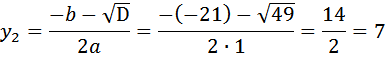 y₂ = (-b - √D) / 2a = (-(-21) - √49) / (2 · 1) = 14/2 = 7